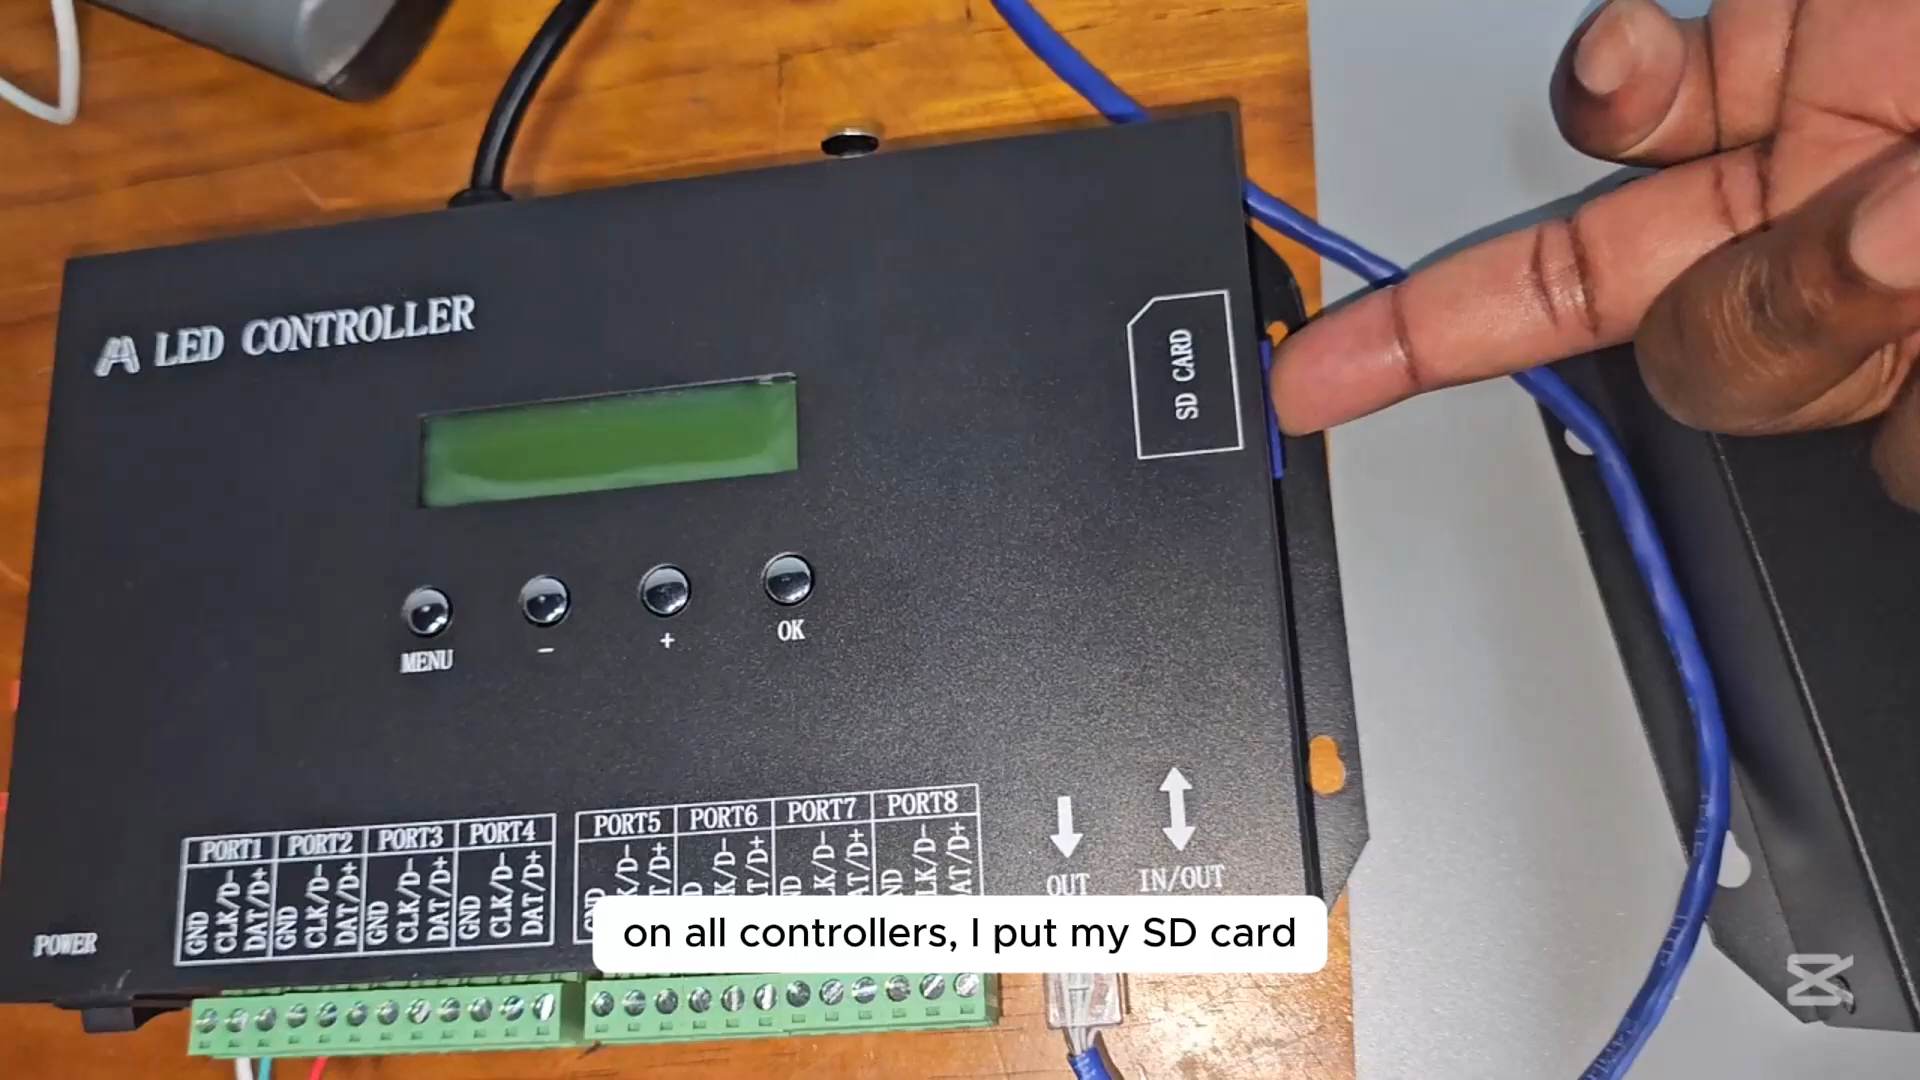 LED CONTROLLER
SD CARD
MENU
-
+
OK
PORT1 PORT2 PORT3 PORT4
GND CLK/D- DAT/D+ GND CLK/D- DAT/D+ GND CLK/D- DAT/D+ GND CLK/D- DAT/D+
PORT5 PORT6 PORT7 PORT8
OUT
IN/OUT
POWER
on all controllers, I put my SD card